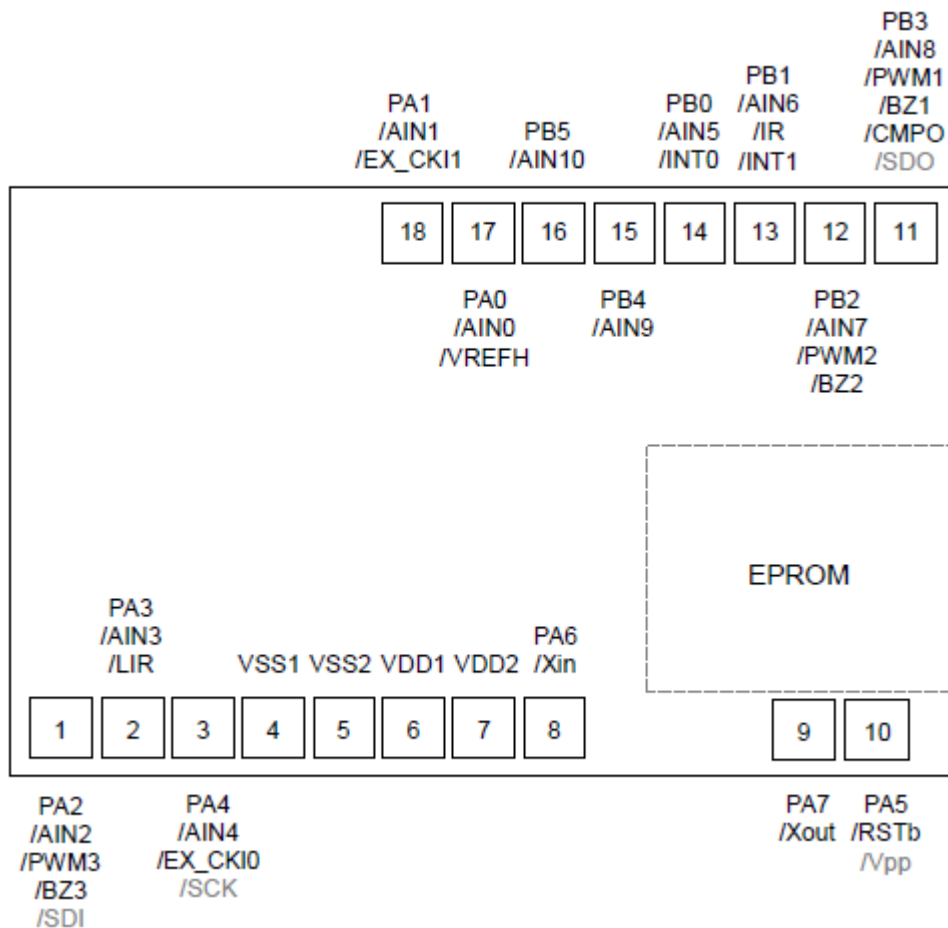 PB3
/AIN8
/PWM1
/BZ1
/CMPO
/SDO
PB1
/AIN6
/IR
/INT1
PA1
/AIN1
/EX_CKI1
PB5
/AIN10
PB0
/AIN5
/INT0
18 17 16 15 14 13 12 11
PA0
/AIN0
/VREFH
PB4
/AIN9
PB2
/AIN7
/PWM2
/BZ2
EPROM
PA3
/AIN3
/LIR
VSS1 VSS2 VDD1 VDD2
PA6
/Xin
1 2 3 4 5 6 7 8 9 10
PA2
/AIN2
/PWM3
/BZ3
/SDI
PA4
/AIN4
/EX_CKI0
/SCK
PA7
/Xout
PA5
/RSTb
/Vpp